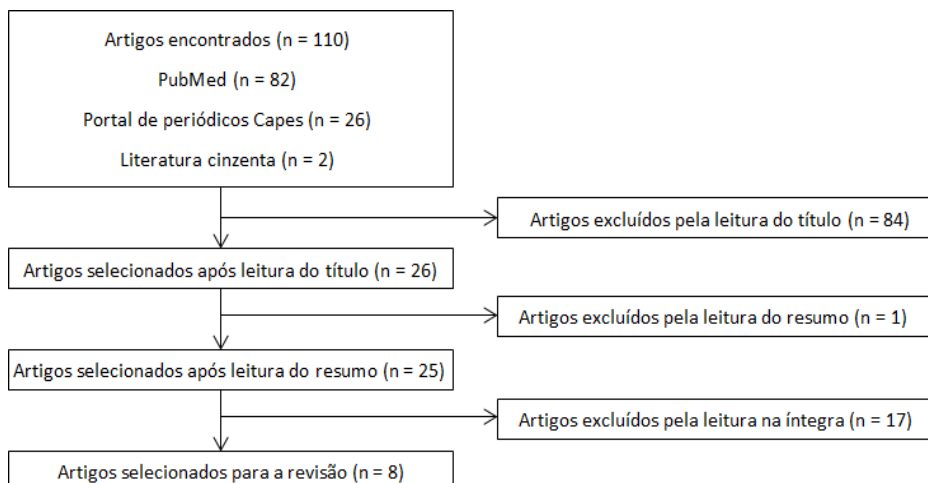 Artigos encontrados (n = 110)
PubMed (n = 82)
Portal de periódicos Capes (n = 26)
Literatura cinzenta (n = 2)
Artigos excluídos pela leitura do título (n = 84)
Artigos selecionados após leitura do título (n = 26)
Artigos excluídos pela leitura do resumo (n = 1)
Artigos selecionados após leitura do resumo (n = 25)
Artigos excluídos pela leitura na íntegra (n = 17)
Artigos selecionados para a revisão (n = 8)